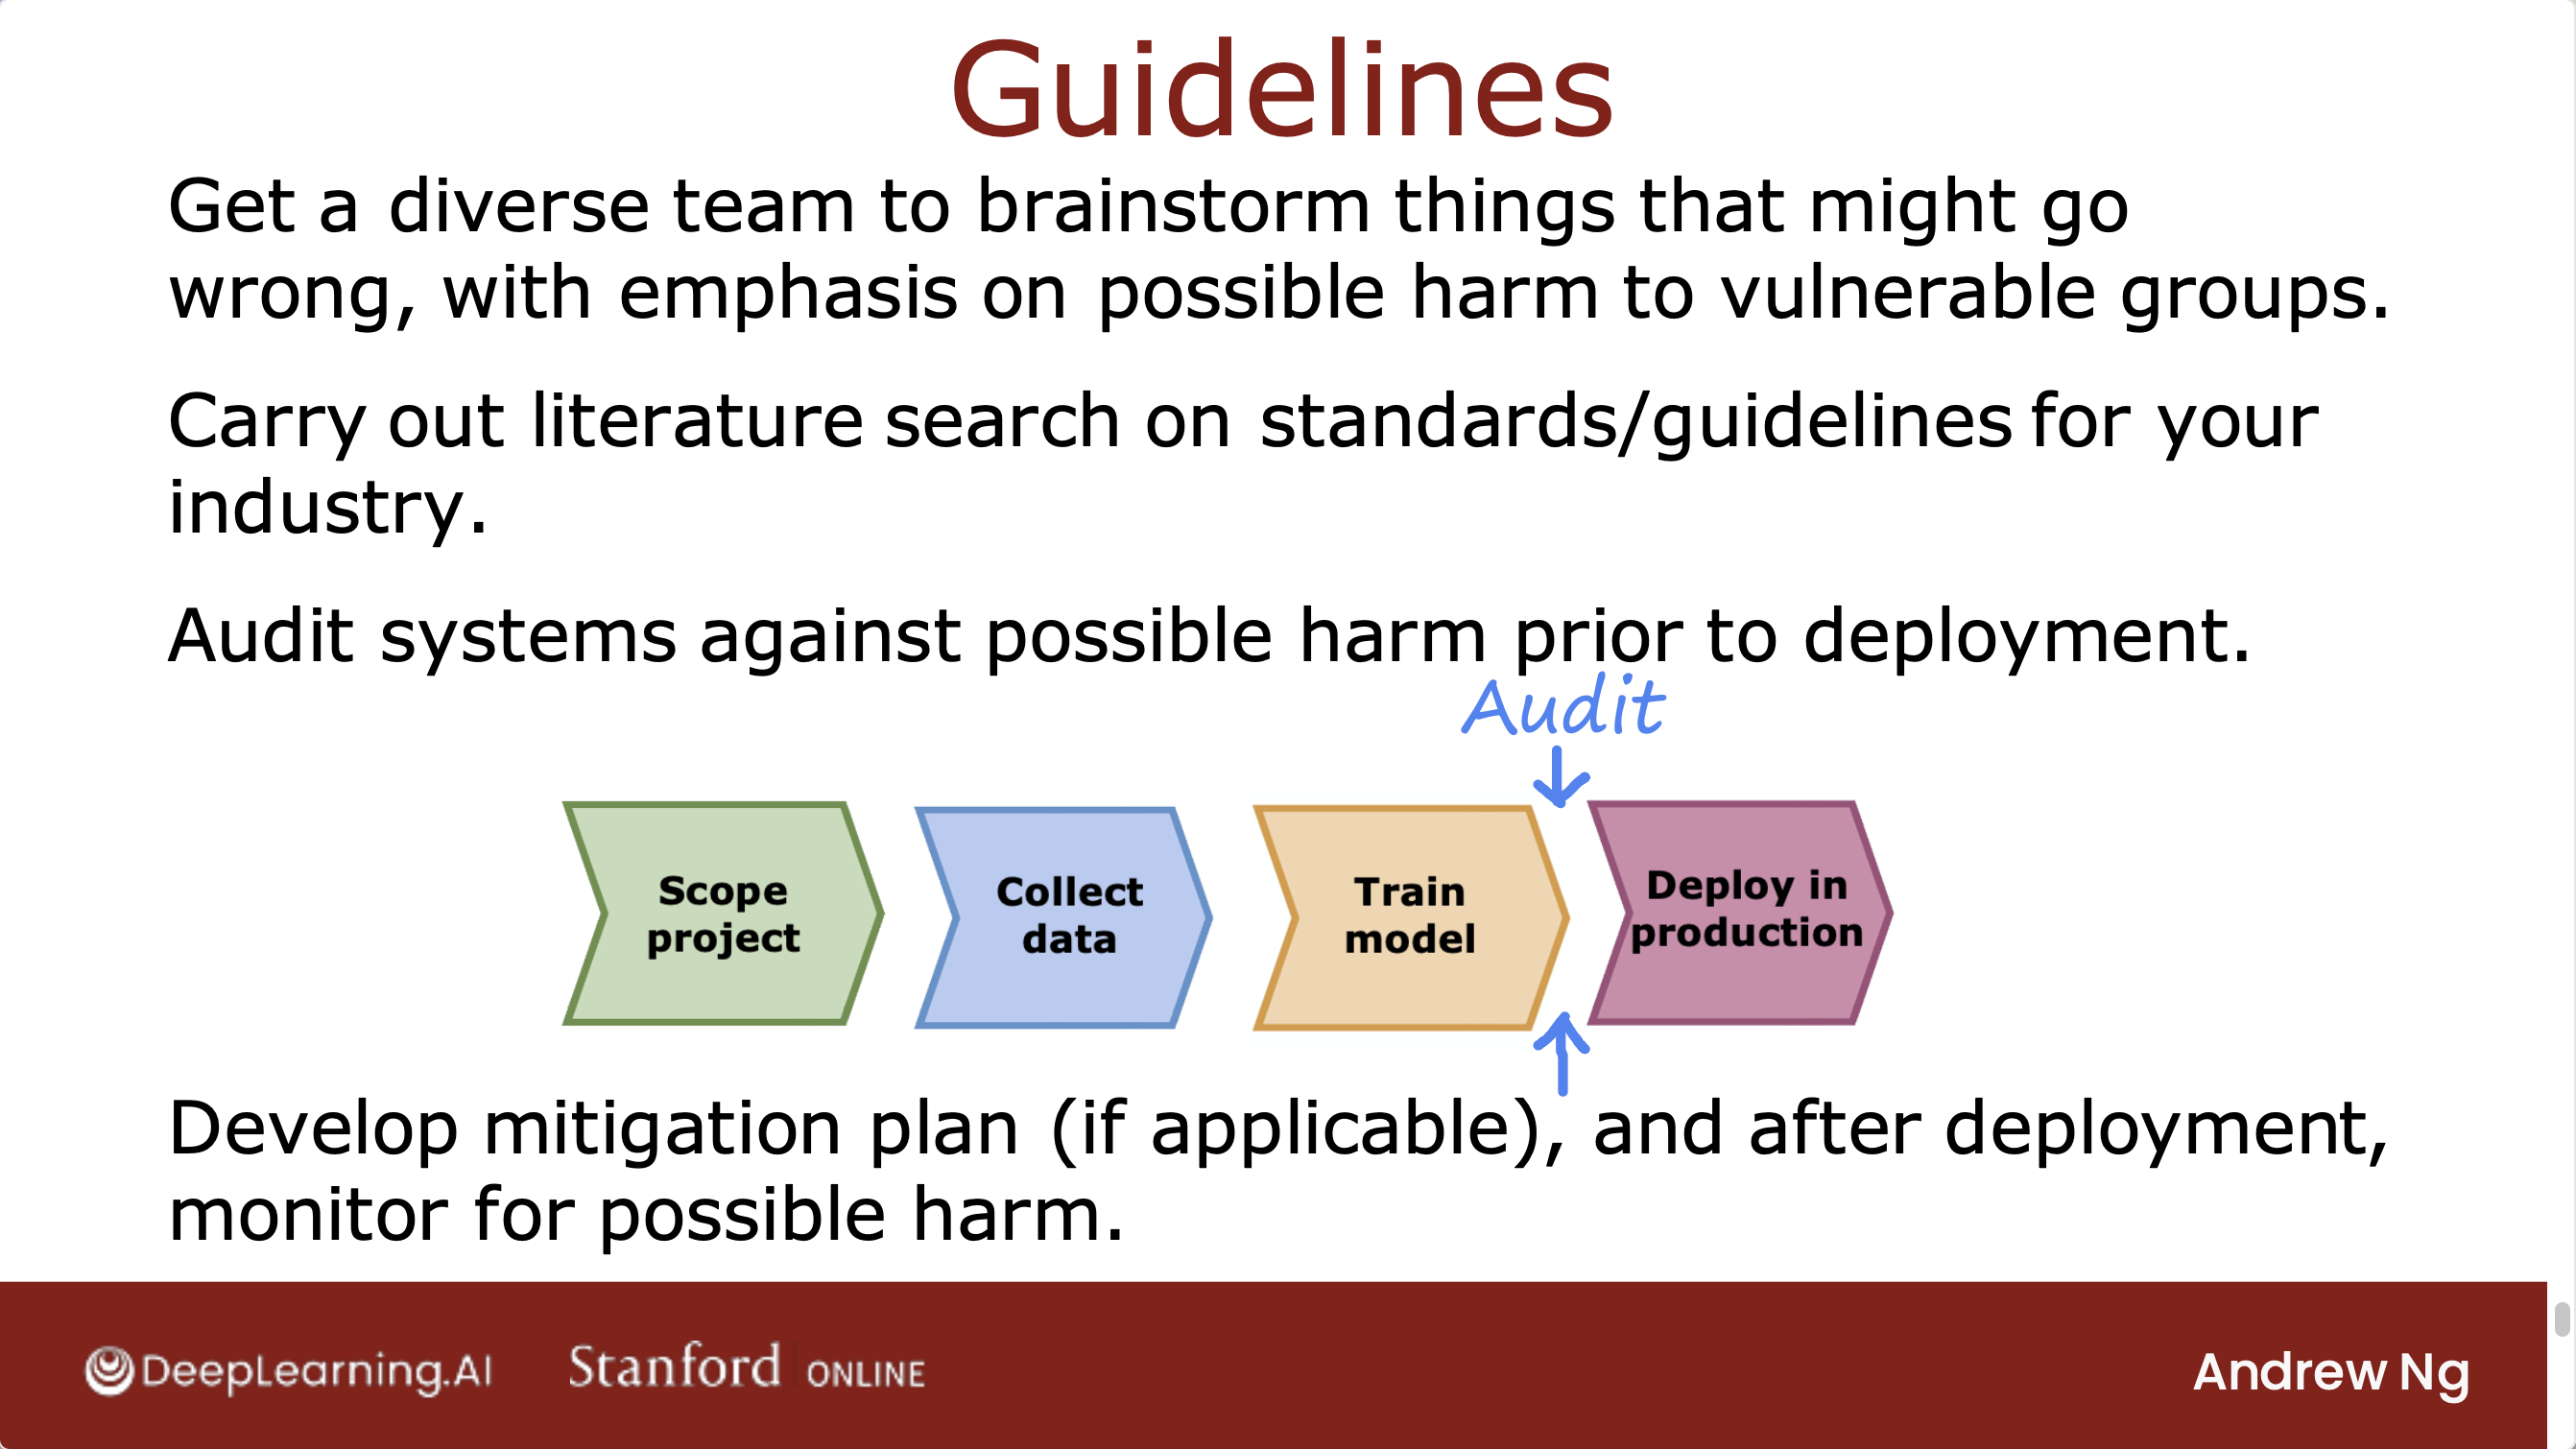 Guidelines
Get a diverse team to brainstorm things that might go
wrong, with emphasis on possible harm to vulnerable groups.
Carry out literature search on standards/guidelines for your
industry.
Audit systems against possible harm prior to deployment.
Audit
Scope
project
Collect
data
Train
model
Deploy in
production
Develop mitigation plan (if applicable), and after deployment,
monitor for possible harm.
DeepLearning.AI
Stanford ONLINE
Andrew Ng